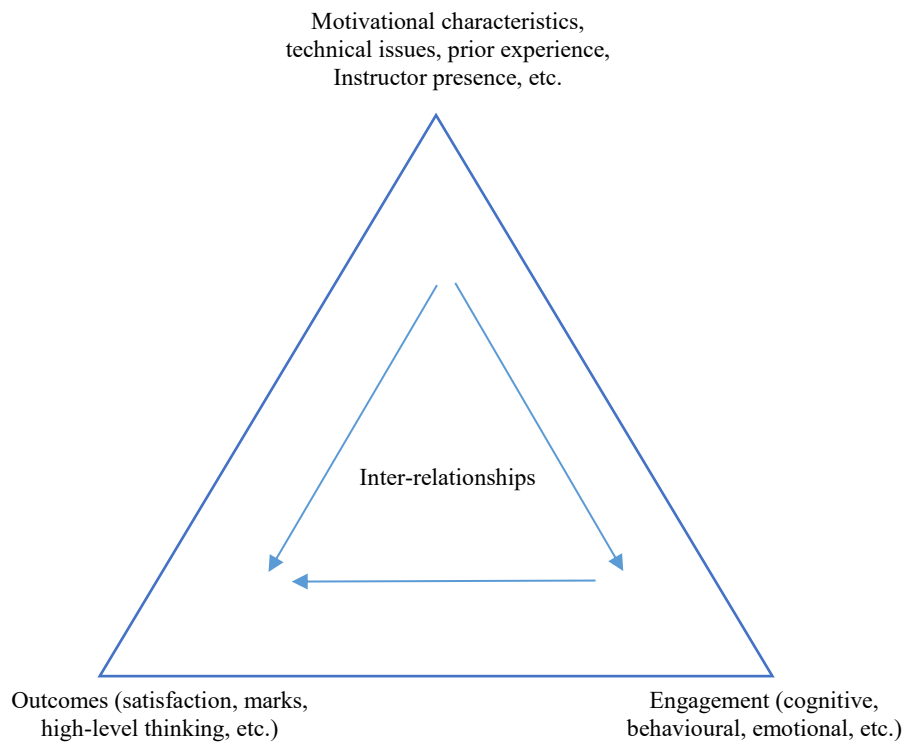 Motivational characteristics,
technical issues, prior experience,
Instructor presence, etc.
Inter-relationships
Outcomes (satisfaction, marks,
high-level thinking, etc.)
Engagement (cognitive,
behavioural, emotional, etc.)